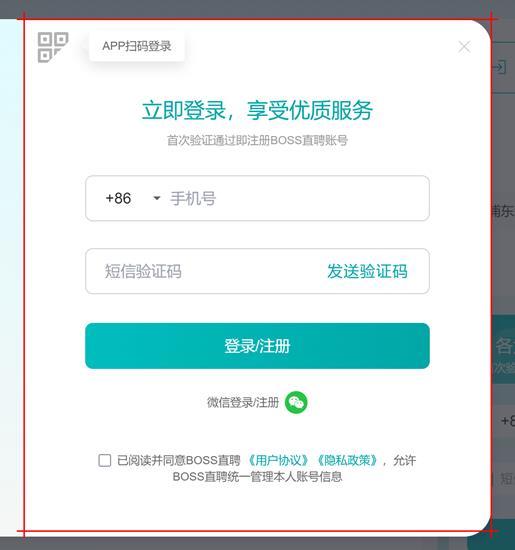 APP扫码登录
立即登录，享受优质服务
首次验证通过即注册BOSS直聘账号
+86 手机号
短信验证码 发送验证码
登录/注册
微信登录/注册
已阅读并同意BOSS直聘 《用户协议》《隐私政策》，允许
BOSS直聘统一管理本人账号信息
浦东